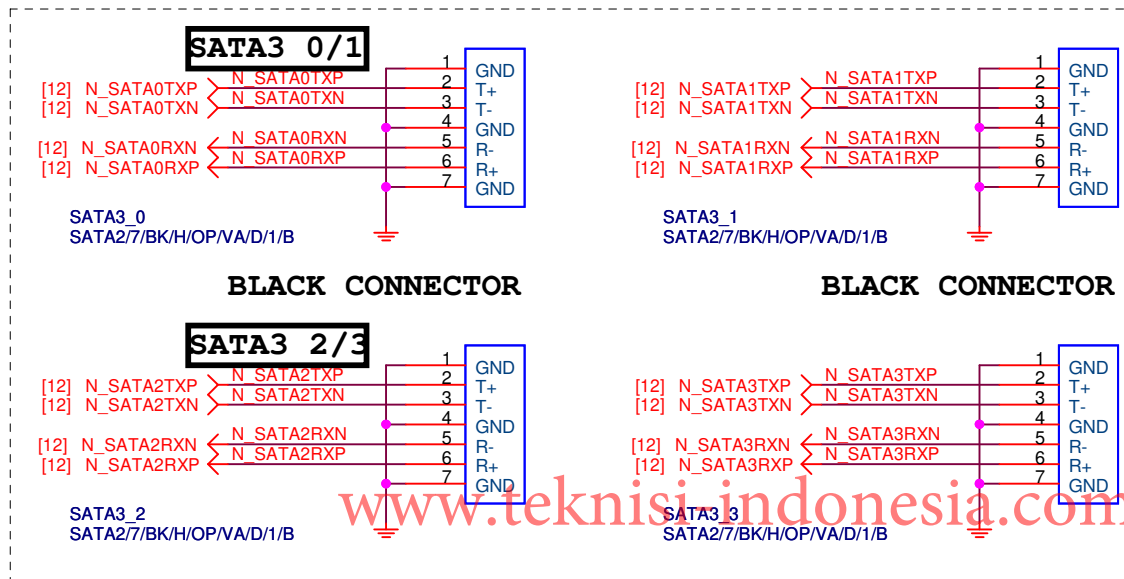 SATA3 0/1
[12] N_SATA0TXP
[12] N_SATA0TXN
[12] N_SATA0RXN
[12] N_SATA0RXP
N_SATA0TXP
N_SATA0TXN
N_SATA0RXN
N_SATA0RXP
1 GND
2 T+
3 T-
4 GND
5 R-
6 R+
7 GND
SATA3_0
SATA2/7/BK/H/OP/VA/D/1/B
[12] N_SATA1TXP
[12] N_SATA1TXN
[12] N_SATA1RXN
[12] N_SATA1RXP
N_SATA1TXP
N_SATA1TXN
N_SATA1RXN
N_SATA1RXP
1 GND
2 T+
3 T-
4 GND
5 R-
6 R+
7 GND
SATA3_1
SATA2/7/BK/H/OP/VA/D/1/B
BLACK CONNECTOR
BLACK CONNECTOR
SATA3 2/3
[12] N_SATA2TXP
[12] N_SATA2TXN
[12] N_SATA2RXN
[12] N_SATA2RXP
N_SATA2TXP
N_SATA2TXN
N_SATA2RXN
N_SATA2RXP
1 GND
2 T+
3 T-
4 GND
5 R-
6 R+
7 GND
SATA3_2
SATA2/7/BK/H/OP/VA/D/1/B
[12] N_SATA3TXP
[12] N_SATA3TXN
[12] N_SATA3RXN
[12] N_SATA3RXP
N_SATA3TXP
N_SATA3TXN
N_SATA3RXN
N_SATA3RXP
1 GND
2 T+
3 T-
4 GND
5 R-
6 R+
7 GND
SATA3_3
SATA2/7/BK/H/OP/VA/D/1/B
www.teknisi-indonesia.com